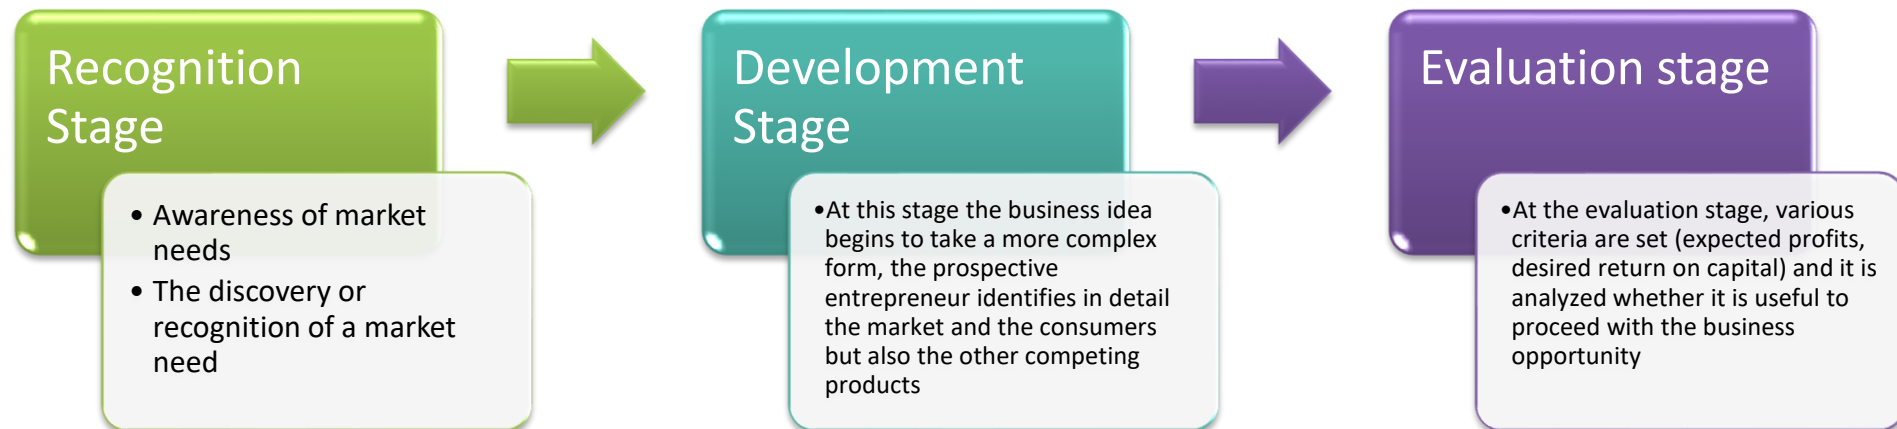 Recognition
Stage
• Awareness of market
needs
• The discovery or
recognition of a market
need
Development
Stage
•At this stage the business idea
begins to take a more complex
form, the prospective
entrepreneur identifies in detail
the market and the consumers
but also the other competing
products
Evaluation stage
•At the evaluation stage, various
criteria are set (expected profits,
desired return on capital) and it is
analyzed whether it is useful to
proceed with the business
opportunity